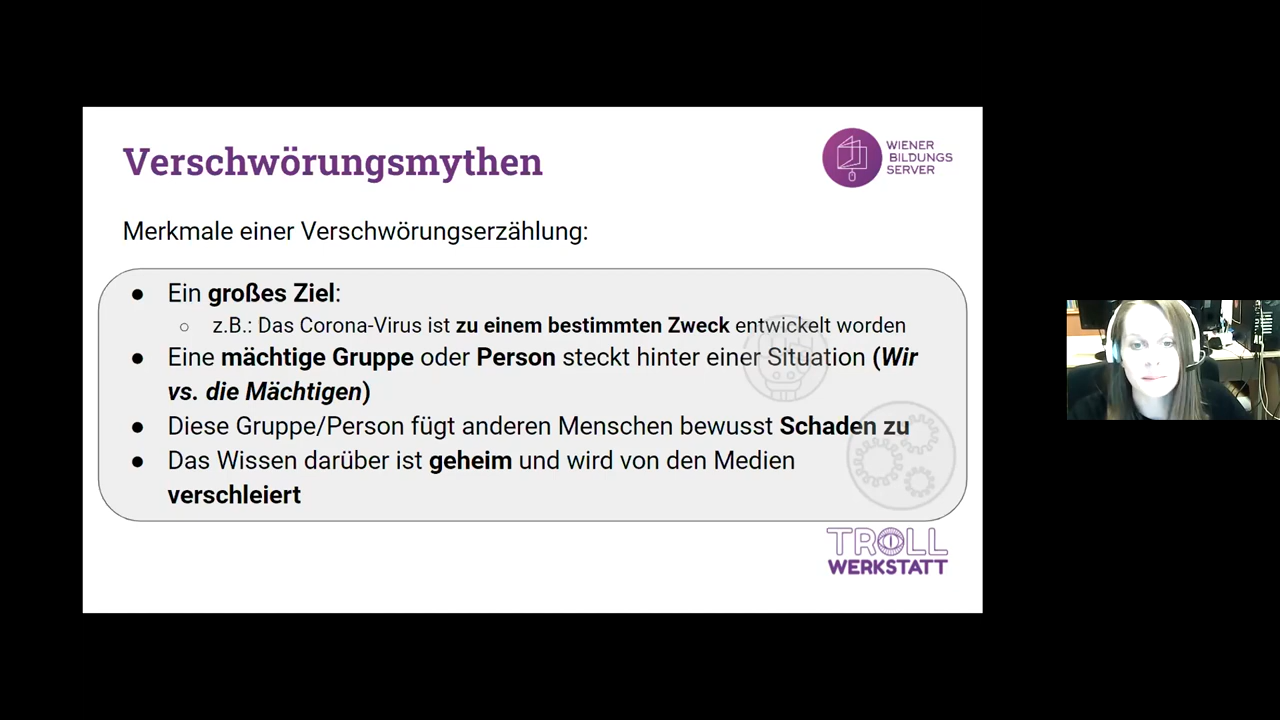 Verschwörungsmythen
WIENER
BILDUNGS
SERVER
Merkmale einer Verschwörungserzählung:
● Ein großes Ziel:
○ z.B.: Das Corona-Virus ist zu einem bestimmten Zweck entwickelt worden
● Eine mächtige Gruppe oder Person steckt hinter einer Situation (Wir
vs. die Mächtigen)
● Diese Gruppe/Person fügt anderen Menschen bewusst Schaden zu
● Das Wissen darüber ist geheim und wird von den Medien
verschleiert
TROLL
WERKSTATT